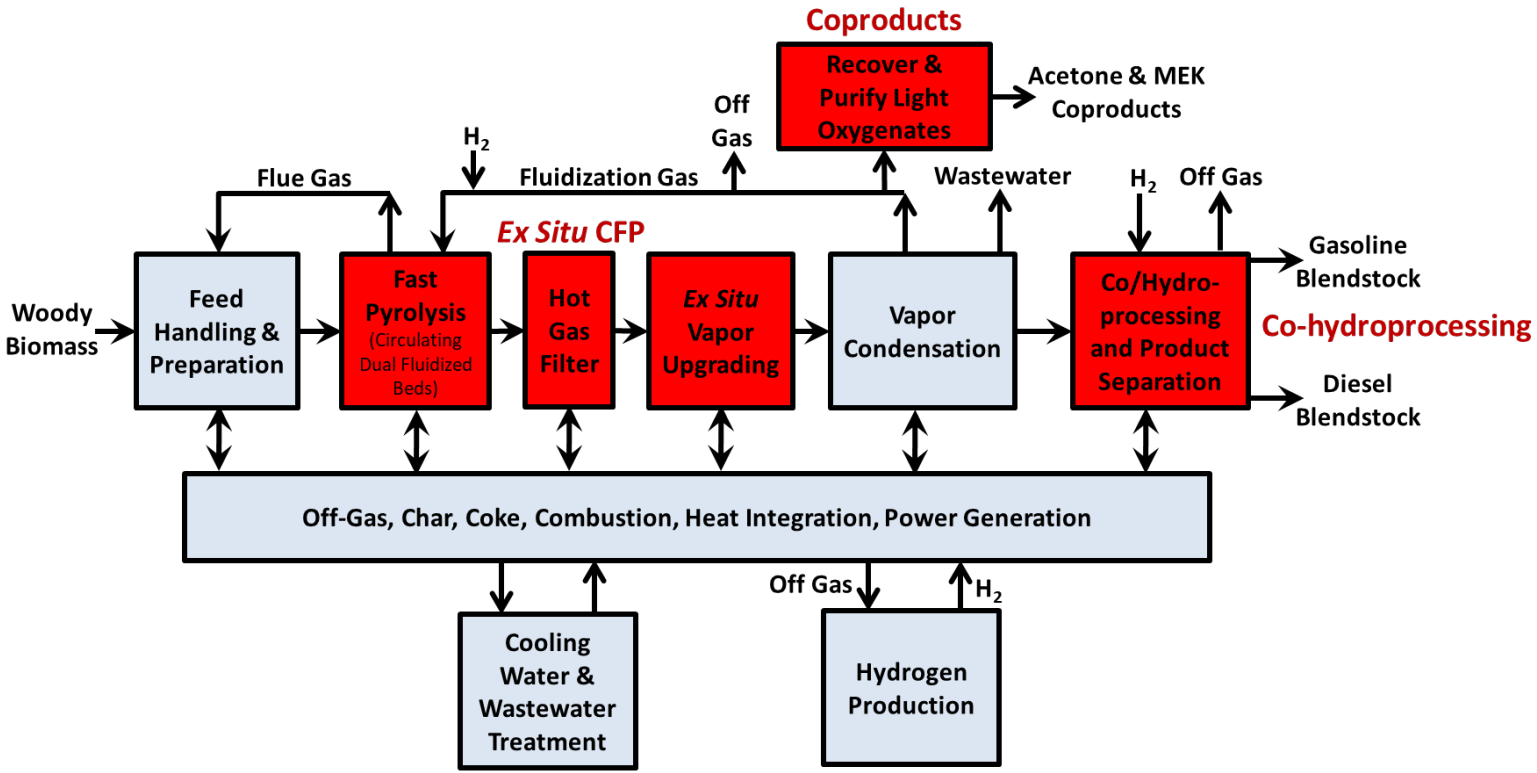 Coproducts
Recover &
Purify Light
Oxygenates
Acetone & MEK
Coproducts
Off
Gas
H₂
Flue Gas
Fluidization Gas
Wastewater
H₂
Off Gas
Ex Situ CFP
Woody
Biomass
Feed
Handling &
Preparation
Fast
Pyrolysis
(Circulating
Dual Fluidized
Beds)
Hot
Gas
Filter
Ex Situ
Vapor
Upgrading
Vapor
Condensation
Co/Hydro-
processing
and Product
Separation
Gasoline
Blendstock
Co-hydroprocessing
Diesel
Blendstock
Off-Gas, Char, Coke, Combustion, Heat Integration, Power Generation
Off Gas
H₂
Cooling
Water &
Wastewater
Treatment
Hydrogen
Production